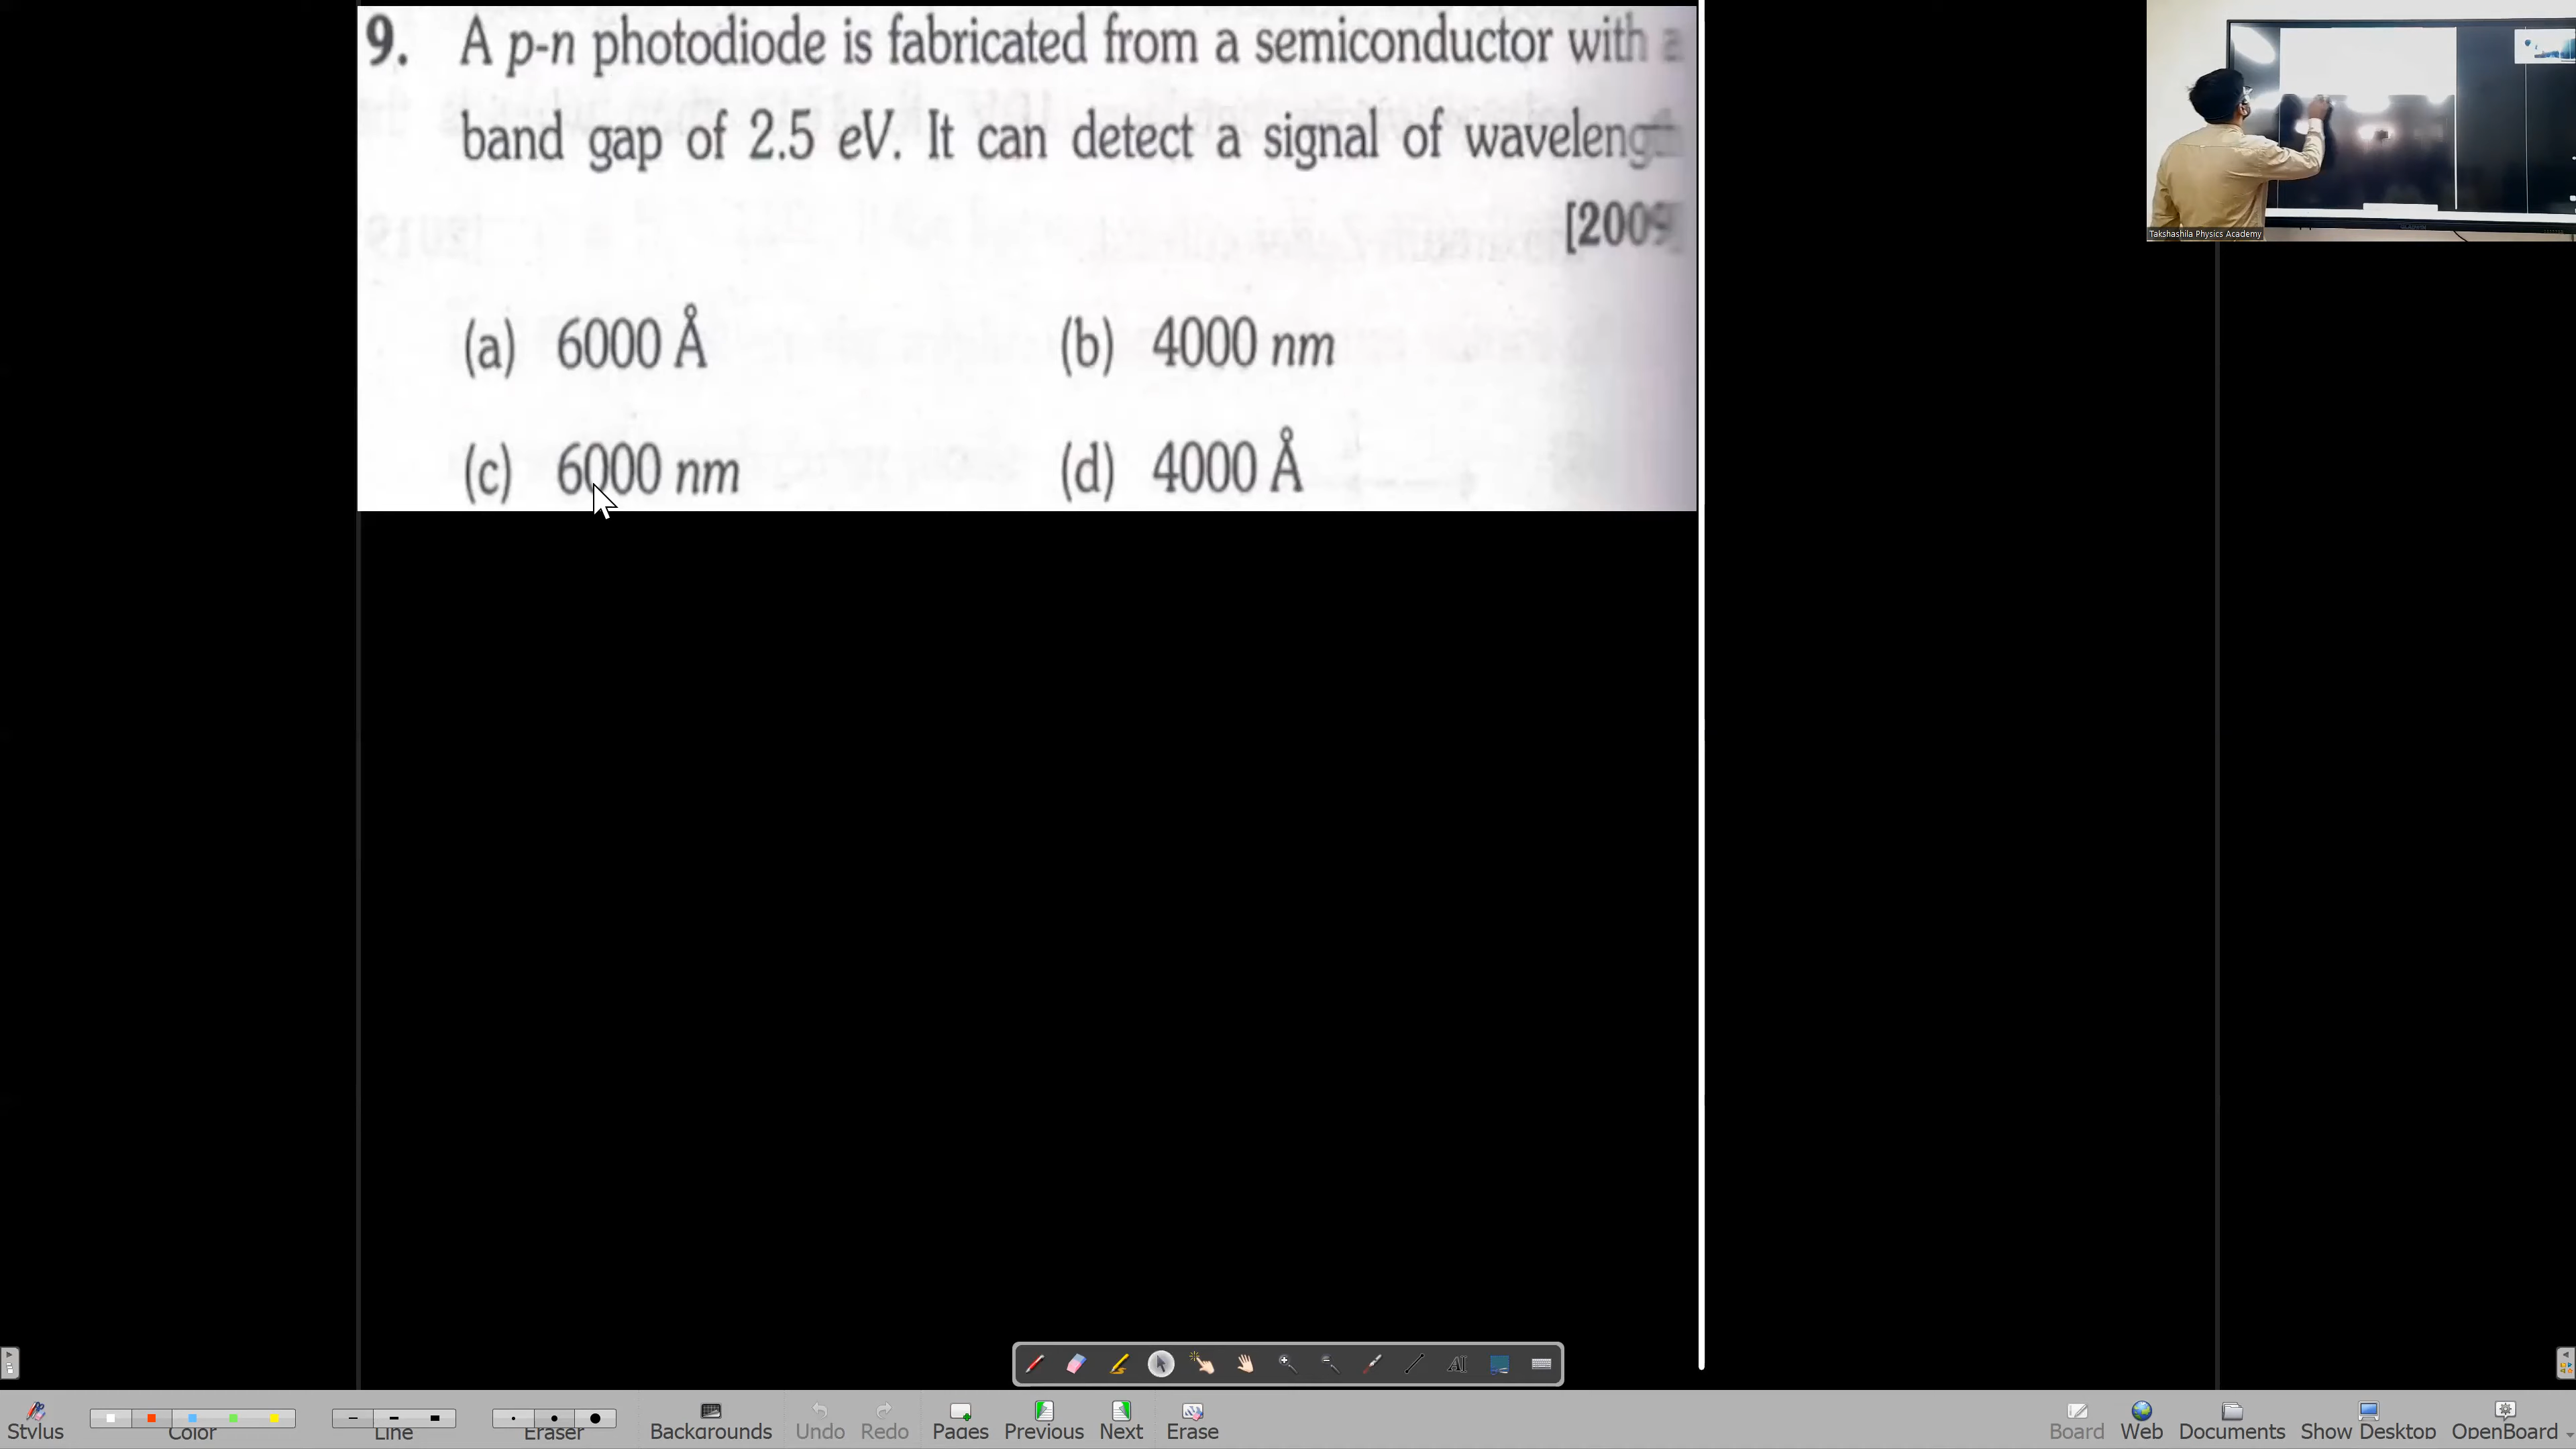 9. A p-n photodiode is fabricated from a semiconductor with a
band gap of 2.5 eV. It can detect a signal of wavelength
[2009]
(a) 6000 Å (b) 4000 nm
(c) 6000 nm (d) 4000 Å
Takshashila Physics Academy
Stylus Color Line Eraser Backgrounds Undo Redo Pages Previous Next Erase Board Web Documents Show Desktop OpenBoard